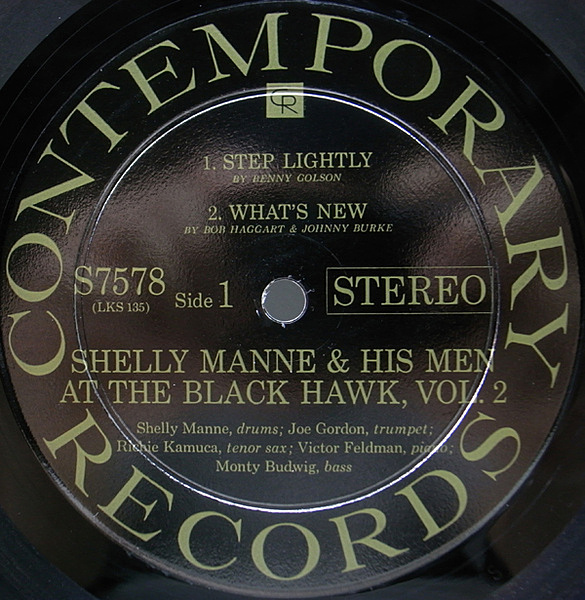 CONTEMPORARY
CR
1. STEP LIGHTLY
BY BENNY GOLSON
2. WHAT'S NEW
BY BOB HAGGART & JOHNNY BURKE
S7578
(LKS 135)
Side 1
STEREO
SHELLY MANNE & HIS MEN
AT THE BLACK HAWK, VOL. 2
Shelly Manne, drums; Joe Gordon, trumpet;
Richie Kamuca, tenor sax; Victor Feldman, piano;
Monty Budwig, bass
RECORDS